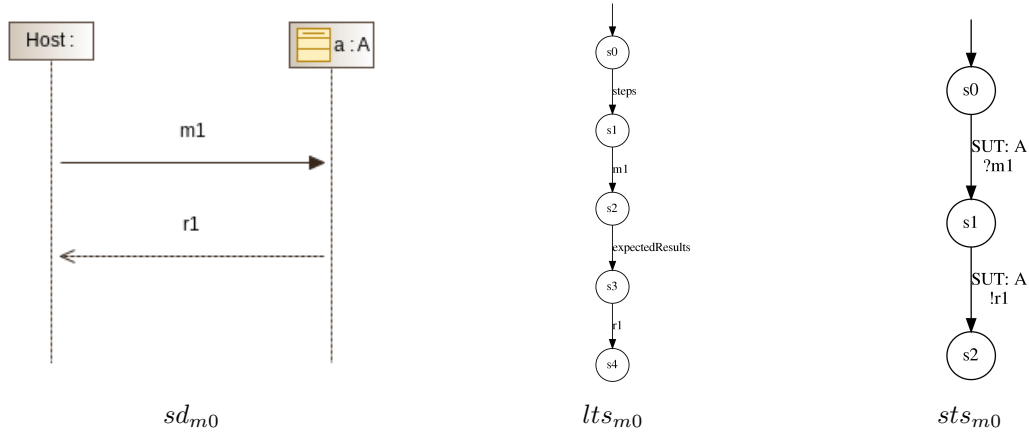 Host :
a : A
m1
r1
sd_{m0}
s0
steps
s1
m1
s2
expectedResults
s3
r1
s4
lts_{m0}
s0
SUT: A
?m1
s1
SUT: A
!r1
s2
sts_{m0}